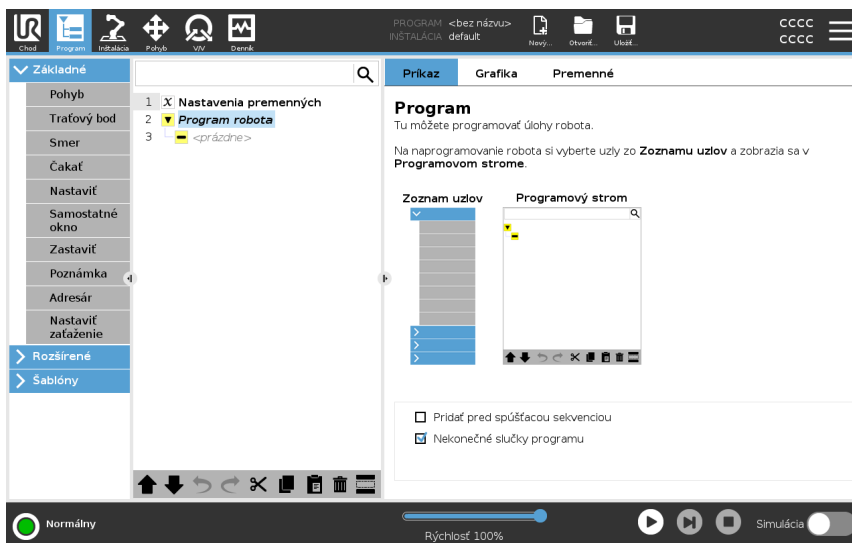 PROGRAM <bez názvu>
INŠTALÁCIA default
CCCC
CCCC
Chod
Program
Inštalácia
Pohyb
V/V
Denník
Nový...
Otvoriť...
Uložiť...
Základné
Pohyb
Traťový bod
Smer
Čakať
Nastaviť
Samostatné
okno
Zastaviť
Poznámka
Adresár
Nastaviť
zaťaženie
Rozšírené
Šablóny
1 X Nastavenia premenných
2 Program robota
3 <prázdne>
Príkaz Grafika Premenné
Program
Tu môžete programovať úlohy robota.
Na naprogramovanie robota si vyberte uzly zo Zoznamu uzlov a zobrazia sa v
Programovom strome.
Zoznam uzlov Programový strom
Pridať pred spúšťacou sekvenciou
Nekonečné slučky programu
Normálny
Rýchlosť 100%
Simulácia